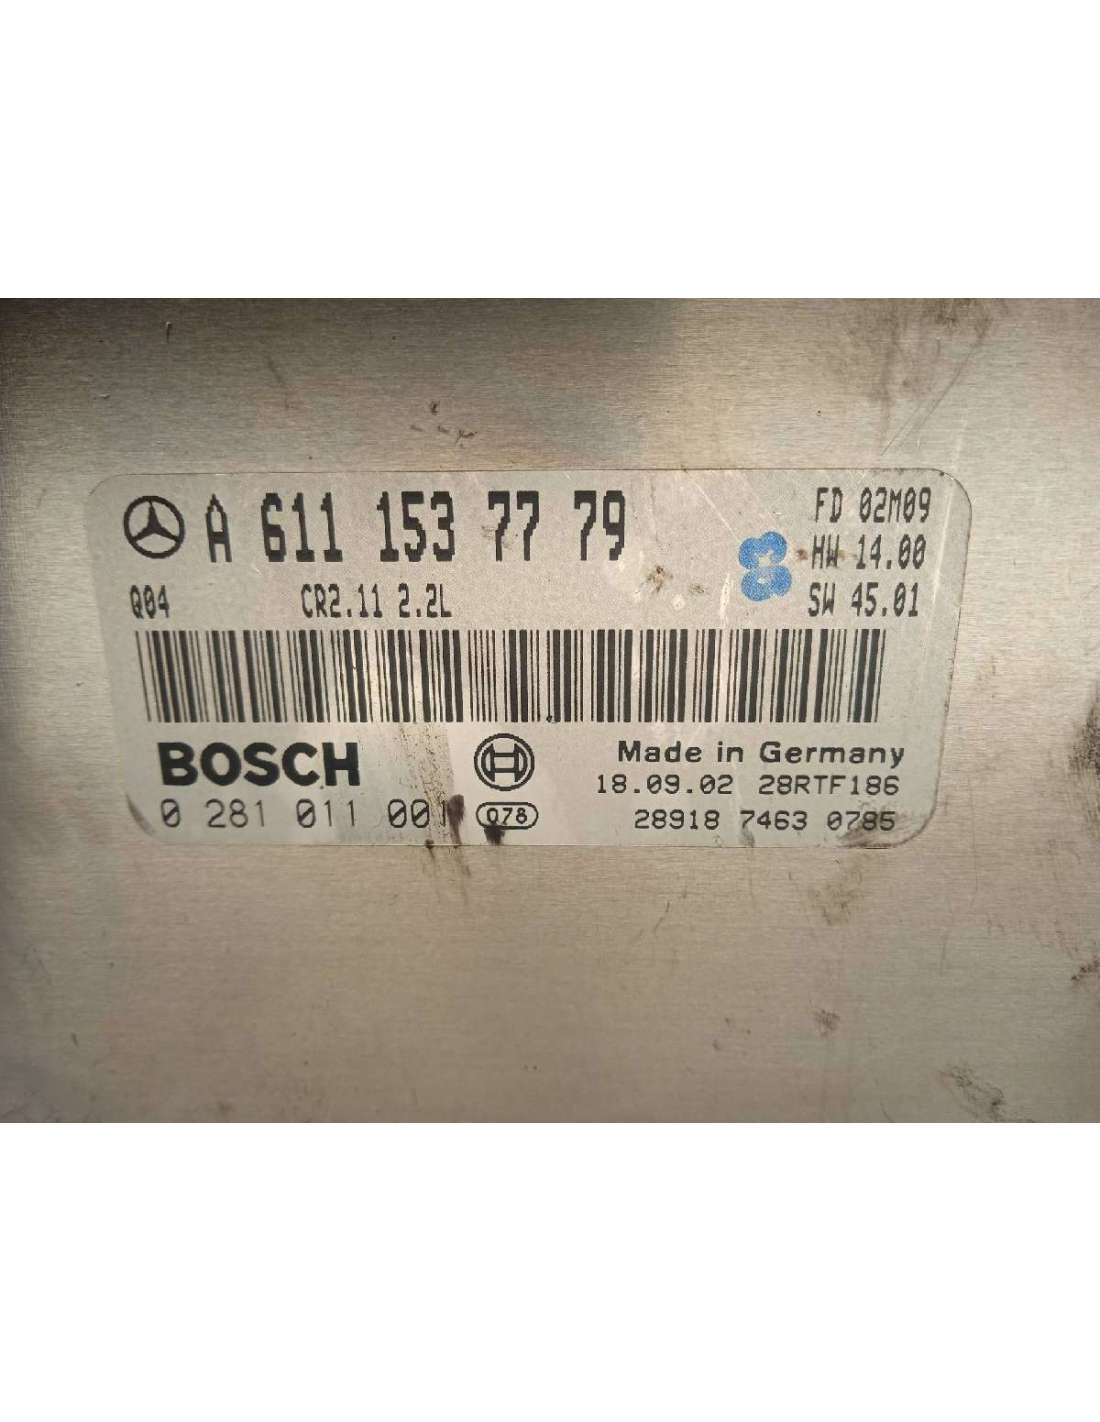 A 611 153 77 79
FD 02M09
HW 14.00
Q04 CR2.11 2.2L
SW 45.01
BOSCH
Made in Germany
18.09.02 28RTF186
0 281 011 001 078
28918 7463 0785